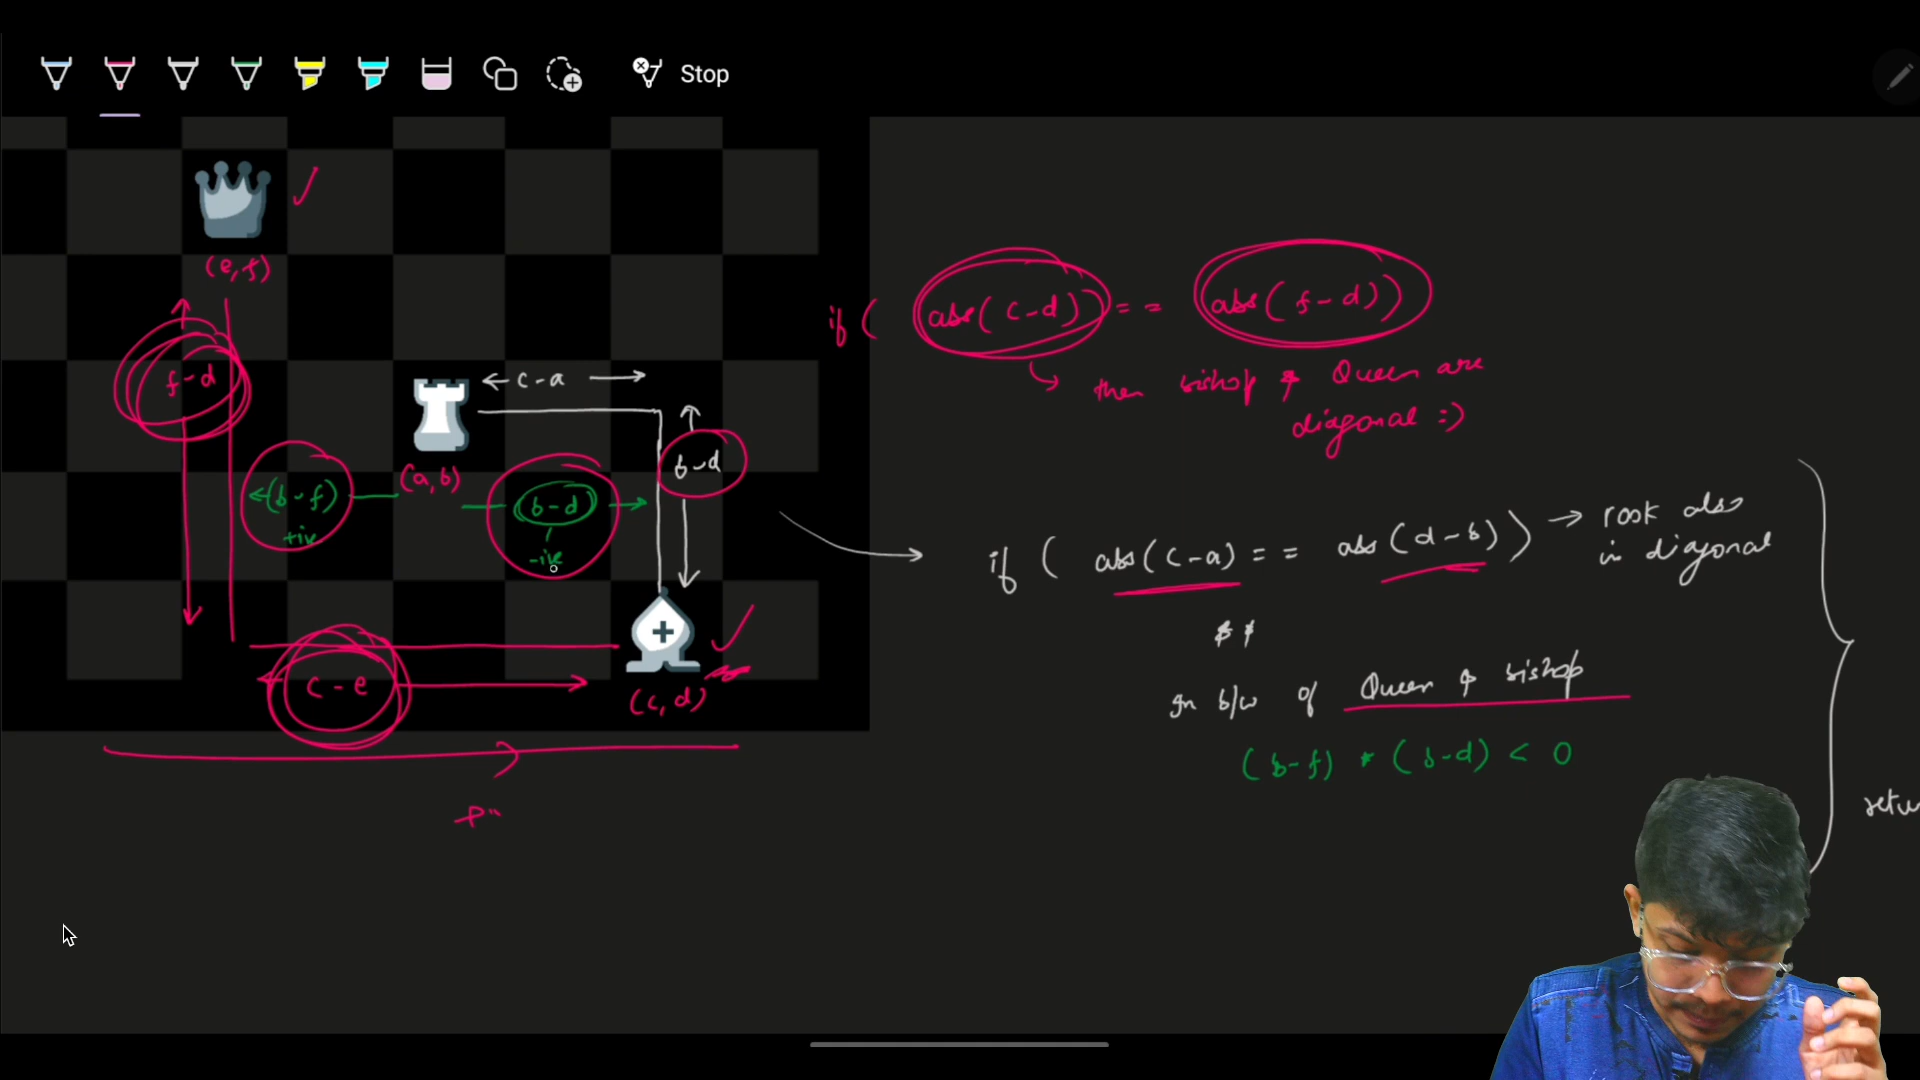 Stop
(e,f)
f-d
← c-a →
(a,b)
←(b-f)
+ive
b-d
-ive
b-d
c-e
(c,d)
if ( abs(c-d)) == abs(f-d))
then bishop & Queen are
diagonal :)
if ( abs(c-a) == abs(d-b)) → rook also
in diagonal
&&
In b/w of Queen & bishop
(b-f) * (b-d) < 0